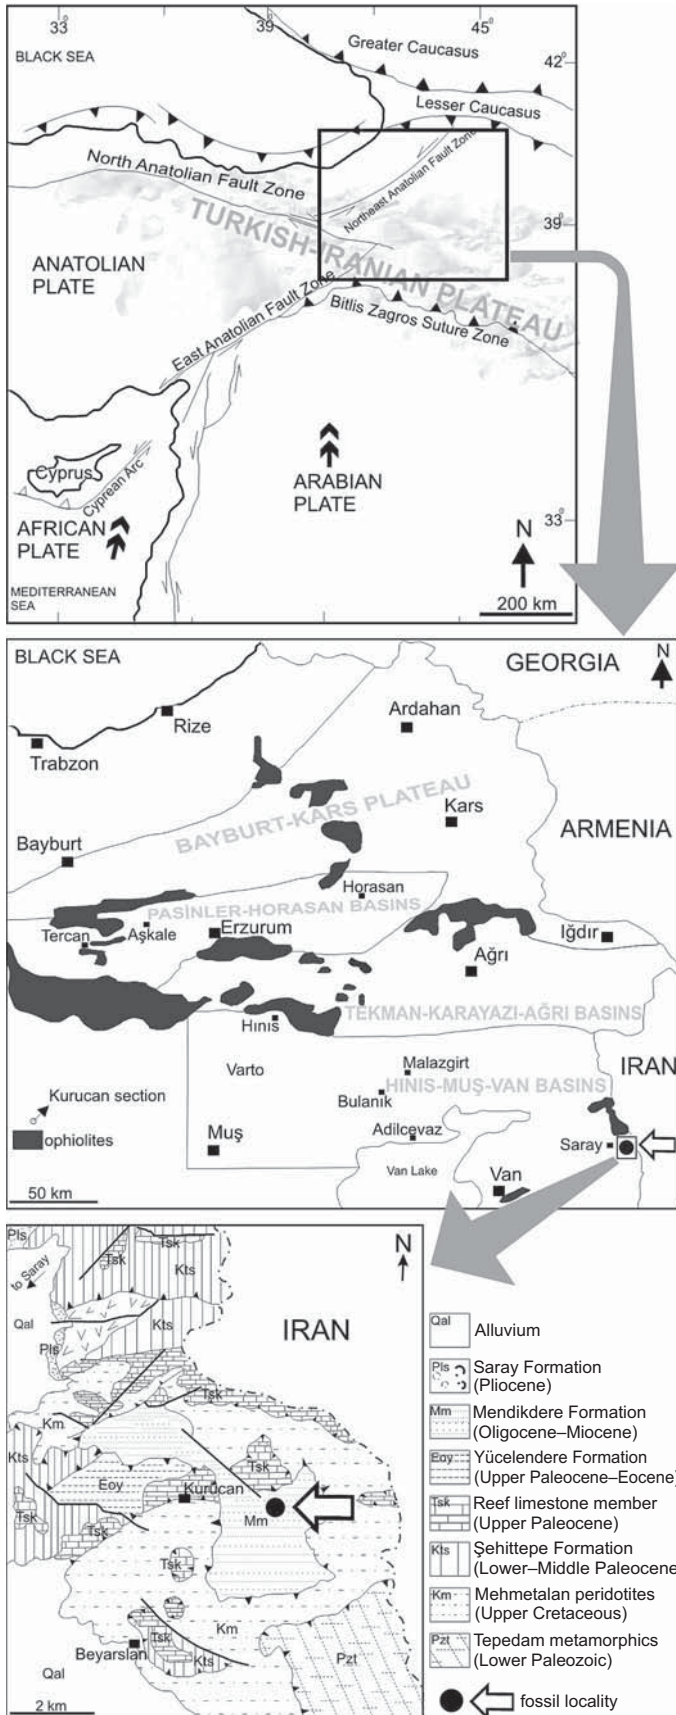 33
39
45°
BLACK SEA
Greater Caucasus
42°
Lesser Caucasus
North Anatolian Fault Zone
Northeast Anatolian Fault Zone
39°
TURKISH-IRANIAN PLATEAU
ANATOLIAN
PLATE
East Anatolian Fault Zone
Bitlis Zagros Suture Zone
Cyprus
Cyprean Arc
ARABIAN
PLATE
AFRICAN
PLATE
33°
N
MEDITERRANEAN
SEA
200 km
BLACK SEA
GEORGIA
N
Rize
Ardahan
Trabzon
BAYBURT-KARS PLATEAU
Kars
ARMENIA
Bayburt
Horasan
PASİNLER-HORASAN BASINS
Tercan
Aşkale
Erzurum
Iğdır
Ağrı
TEKMAN-KARAYAZI-AĞRI BASINS
Hınıs
IRAN
Varto
Malazgirt
HINIS-MUŞ-VAN BASINS
Bulanık
Kurucan section
Adilcevaz
ophiolites
Muş
Saray
Van Lake
Van
50 km
Pls
Tsk
Tsk
N
to Saray
Kts
Qal
Kts
IRAN
Pls
Tsk
Km
Kts
Tsk
Eoy
Kurucan
Mm
Tsk
Tsk
Tsk
Km
Tsk
Beyarslan
Kts
Pzt
Qal
2 km
Qal
Alluvium
Pls
Saray Formation
(Pliocene)
Mm
Mendikdere Formation
(Oligocene–Miocene)
Eoy
Yücelendere Formation
(Upper Paleocene–Eocene)
Tsk
Reef limestone member
(Upper Paleocene)
Kts
Şehittepe Formation
(Lower–Middle Paleocene
Km
Mehmetalan peridotites
(Upper Cretaceous)
Pzt
Tepedam metamorphics
(Lower Paleozoic)
fossil locality